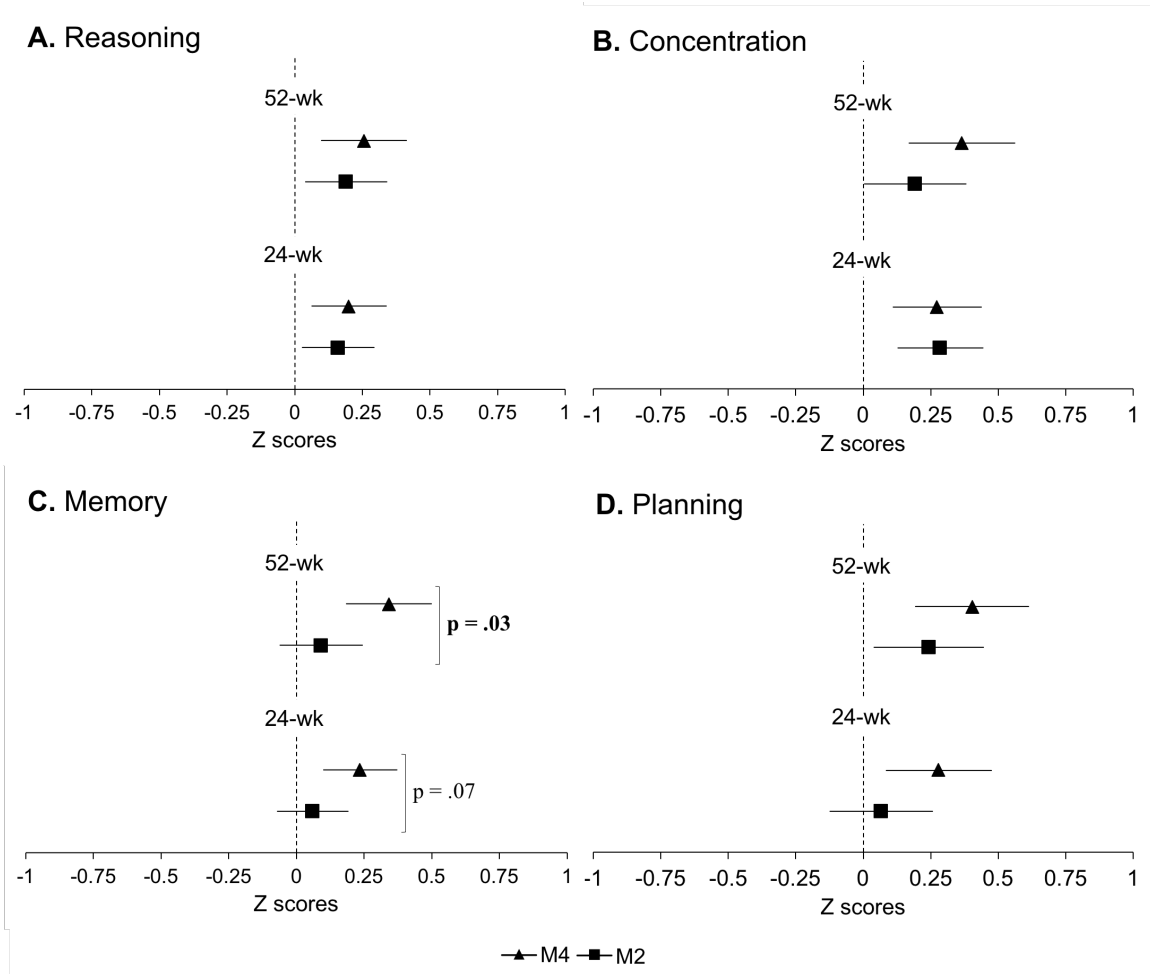 A. Reasoning
52-wk
24-wk
-1 -0.75 -0.5 -0.25 0 0.25 0.5 0.75 1
Z scores
B. Concentration
52-wk
24-wk
-1 -0.75 -0.5 -0.25 0 0.25 0.5 0.75 1
Z scores
C. Memory
52-wk
p = .03
24-wk
p = .07
-1 -0.75 -0.5 -0.25 0 0.25 0.5 0.75 1
Z scores
D. Planning
52-wk
24-wk
-1 -0.75 -0.5 -0.25 0 0.25 0.5 0.75 1
Z scores
M4 M2